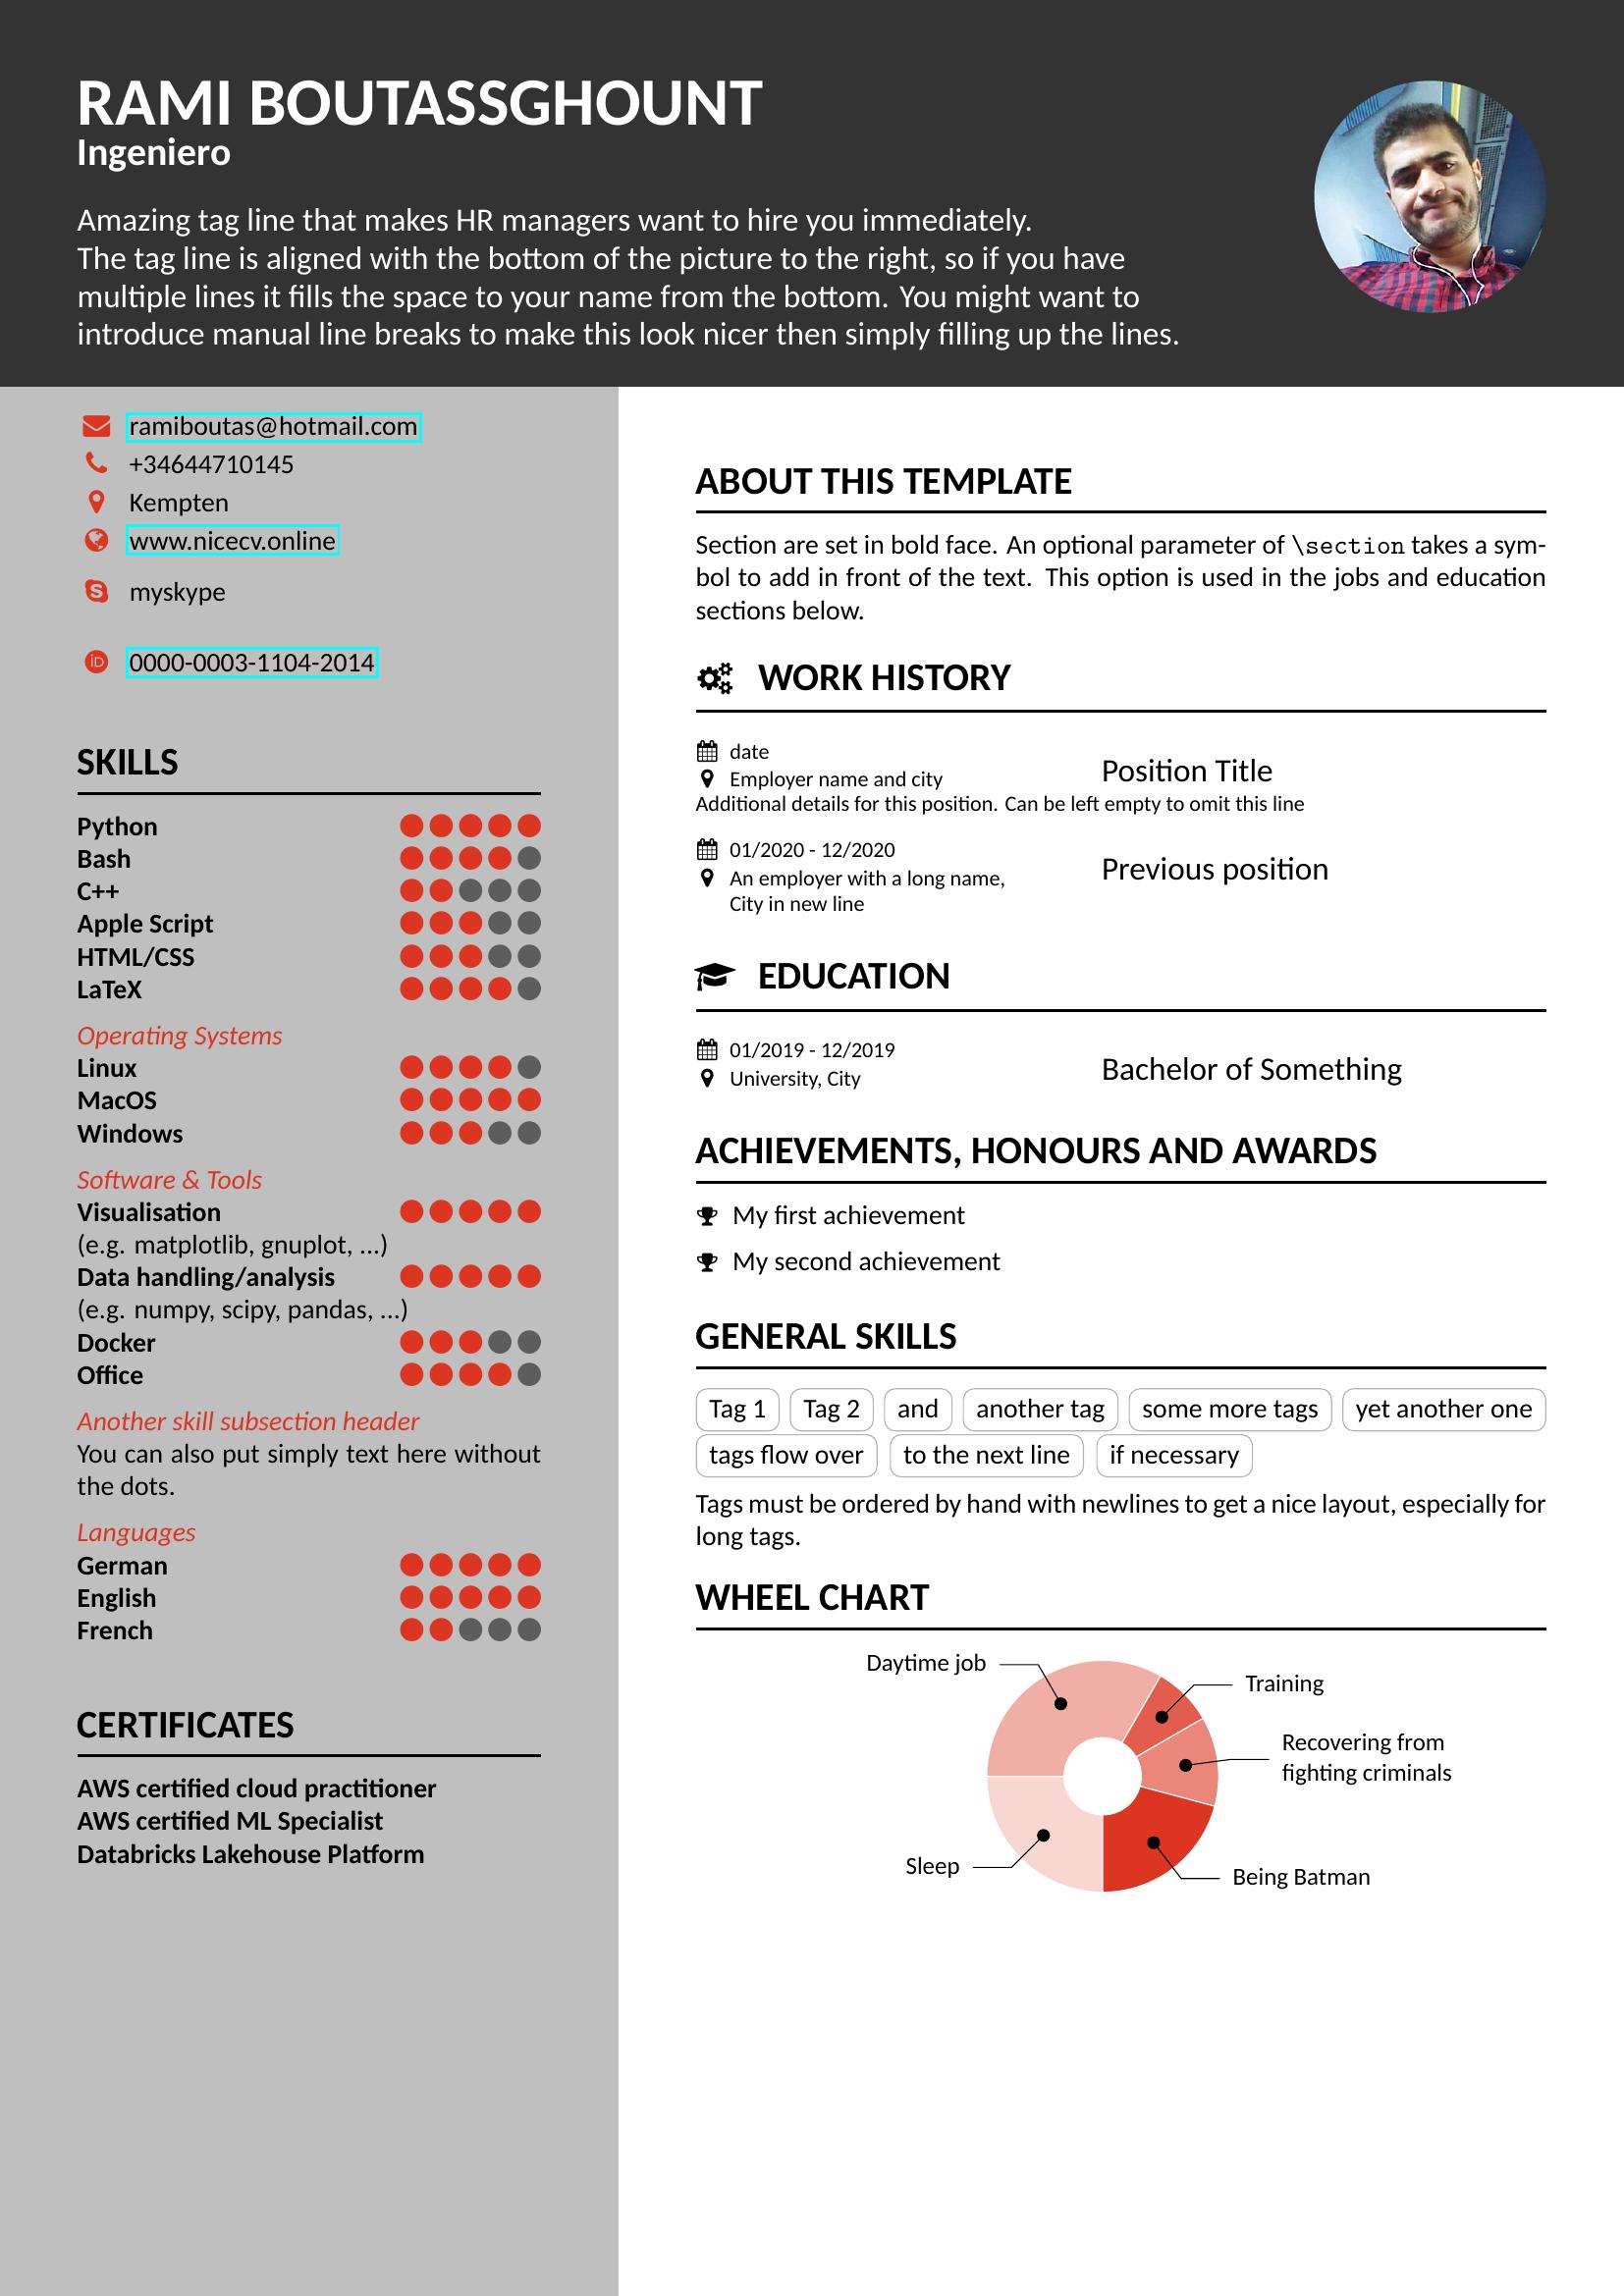 RAMI BOUTASSGHOUNT
Ingeniero
Amazing tag line that makes HR managers want to hire you immediately.
The tag line is aligned with the bottom of the picture to the right, so if you have
multiple lines it fills the space to your name from the bottom. You might want to
introduce manual line breaks to make this look nicer then simply filling up the lines.
ramiboutas@hotmail.com
+34644710145
Kempten
www.nicecv.online
myskype
0000-0003-1104-2014
SKILLS
Python
Bash
C++
Apple Script
HTML/CSS
LaTeX
Operating Systems
Linux
MacOS
Windows
Software & Tools
Visualisation
(e.g. matplotlib, gnuplot, ...)
Data handling/analysis
(e.g. numpy, scipy, pandas, ...)
Docker
Office
Another skill subsection header
You can also put simply text here without
the dots.
Languages
German
English
French
CERTIFICATES
AWS certified cloud practitioner
AWS certified ML Specialist
Databricks Lakehouse Platform
ABOUT THIS TEMPLATE
Section are set in bold face. An optional parameter of \section takes a sym-
bol to add in front of the text. This option is used in the jobs and education
sections below.
WORK HISTORY
date
Employer name and city
Position Title
Additional details for this position. Can be left empty to omit this line
01/2020 - 12/2020
An employer with a long name,
City in new line
Previous position
EDUCATION
01/2019 - 12/2019
University, City
Bachelor of Something
ACHIEVEMENTS, HONOURS AND AWARDS
My first achievement
My second achievement
GENERAL SKILLS
Tag 1 Tag 2 and another tag some more tags yet another one
tags flow over to the next line if necessary
Tags must be ordered by hand with newlines to get a nice layout, especially for
long tags.
WHEEL CHART
Daytime job
Training
Recovering from
fighting criminals
Sleep
Being Batman